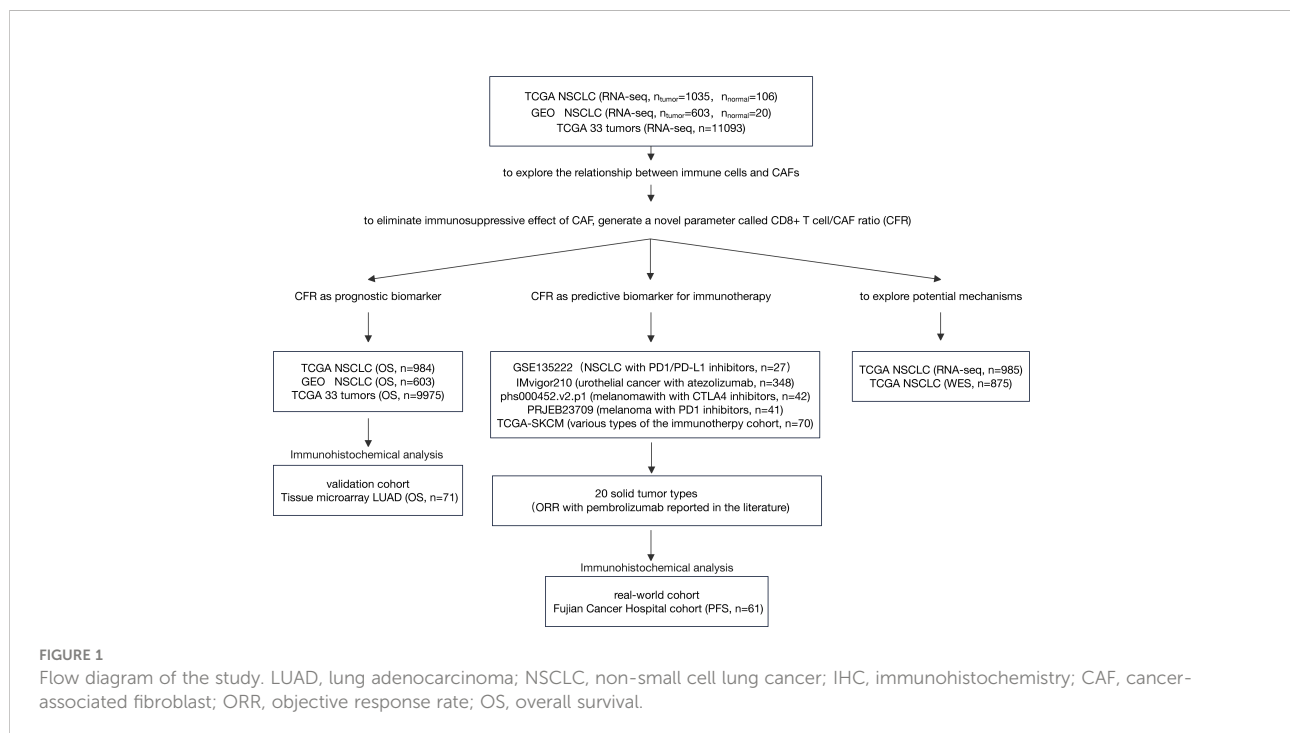 TCGA NSCLC (RNA-seq, ntumor=1035, nnormal=106)
GEO NSCLC (RNA-seq, ntumor=603, nnormal=20)
TCGA 33 tumors (RNA-seq, n=11093)
to explore the relationship between immune cells and CAFs
to eliminate immunosuppressive effect of CAF, generate a novel parameter called CD8+ T cell/CAF ratio (CFR)
CFR as prognostic biomarker
TCGA NSCLC (OS, n=984)
GEO NSCLC (OS, n=603)
TCGA 33 tumors (OS, n=9975)
Immunohistochemical analysis
validation cohort
Tissue microarray LUAD (OS, n=71)
CFR as predictive biomarker for immunotherapy
GSE135222 (NSCLC with PD1/PD-L1 inhibitors, n=27)
IMvigor210 (urothelial cancer with atezolizumab, n=348)
phs000452.v2.p1 (melanomawith with CTLA4 inhibitors, n=42)
PRJEB23709 (melanoma with PD1 inhibitors, n=41)
TCGA-SKCM (various types of the immunotherpy cohort, n=70)
20 solid tumor types
(ORR with pembrolizumab reported in the literature)
Immunohistochemical analysis
real-world cohort
Fujian Cancer Hospital cohort (PFS, n=61)
to explore potential mechanisms
TCGA NSCLC (RNA-seq, n=985)
TCGA NSCLC (WES, n=875)
FIGURE 1
Flow diagram of the study. LUAD, lung adenocarcinoma; NSCLC, non-small cell lung cancer; IHC, immunohistochemistry; CAF, cancer-
associated fibroblast; ORR, objective response rate; OS, overall survival.